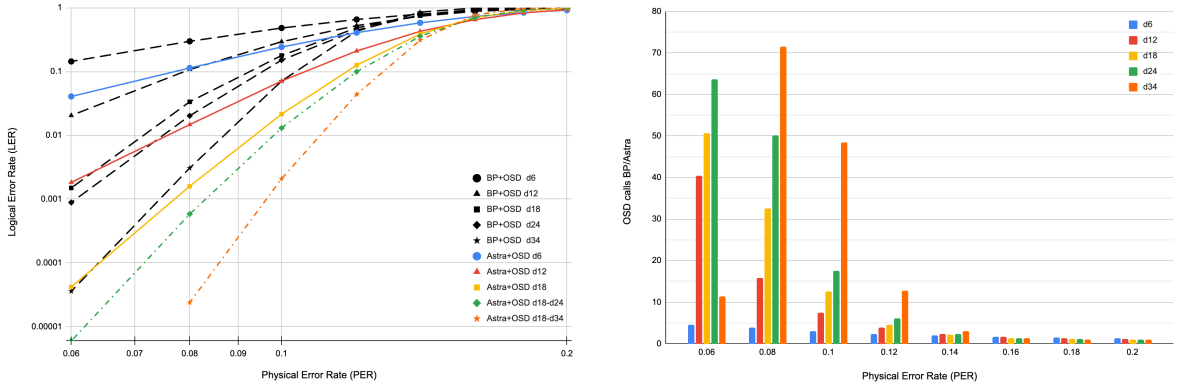 1
0.1
0.01
0.001
0.0001
0.00001
Logical Error Rate (LER)
BP+OSD d6
BP+OSD d12
BP+OSD d18
BP+OSD d24
BP+OSD d34
Astra+OSD d6
Astra+OSD d12
Astra+OSD d18
Astra+OSD d18-d24
Astra+OSD d18-d34
0.06
0.07
0.08
0.09
0.1
0.2
Physical Error Rate (PER)
80
70
60
50
40
30
20
10
0
OSD calls BP/Astra
d6
d12
d18
d24
d34
0.06
0.08
0.1
0.12
0.14
0.16
0.18
0.2
Physical Error Rate (PER)